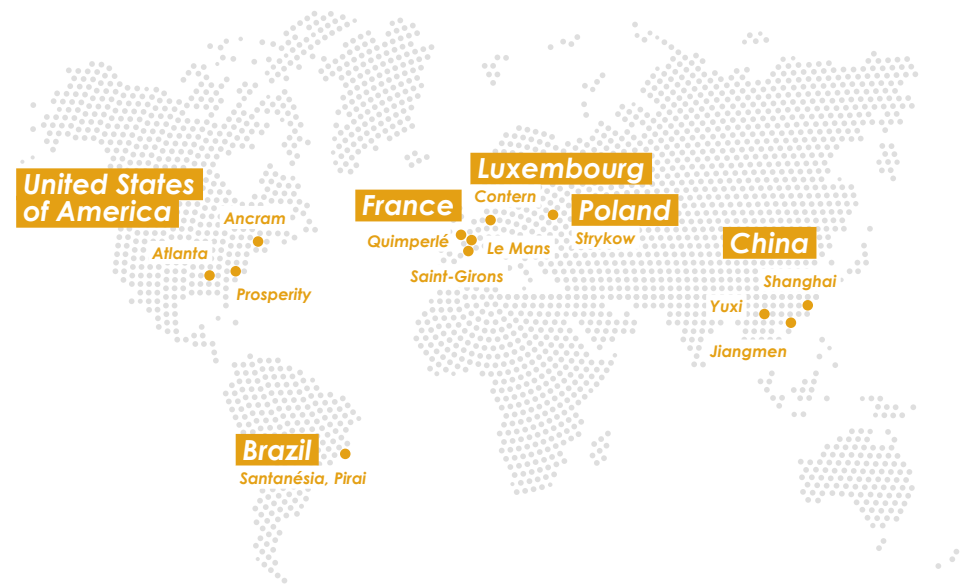 United States
of America
Ancram
Atlanta
Prosperity
Brazil
Santanésia, Pirai
France
Quimperlé
Le Mans
Saint-Girons
Luxembourg
Contern
Poland
Strykow
China
Shanghai
Yuxi
Jiangmen